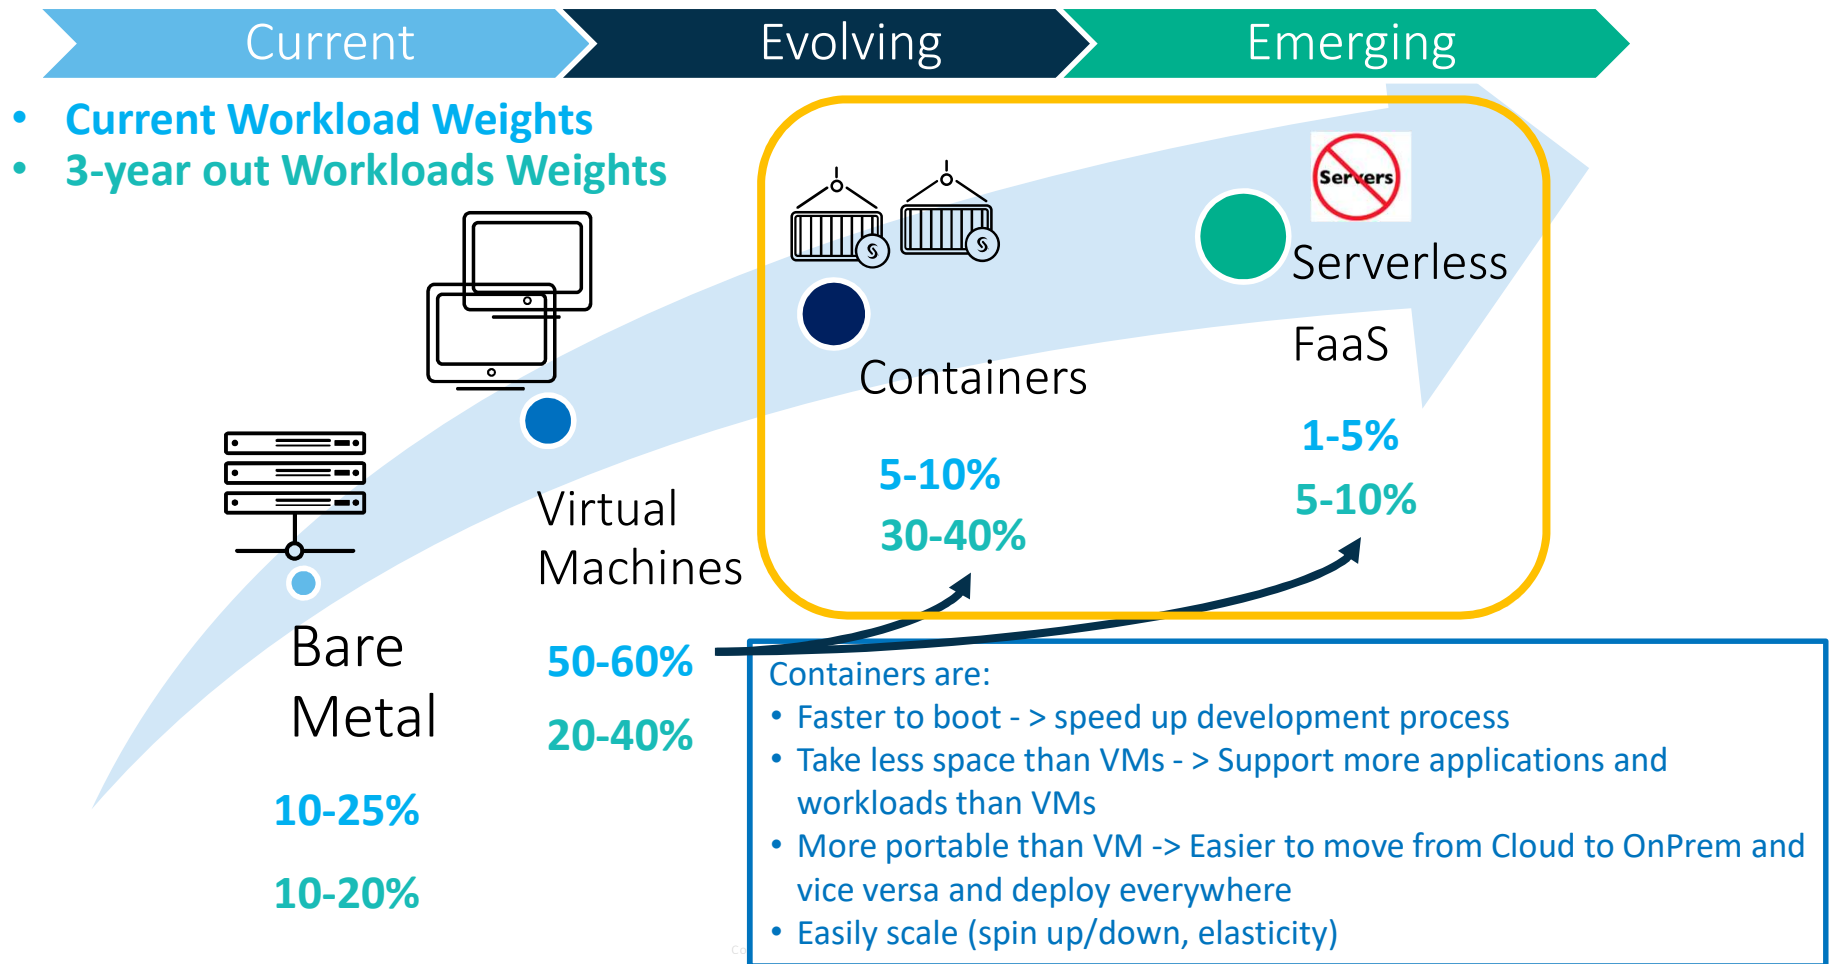 Current
Evolving
Emerging
• Current Workload Weights
• 3-year out Workloads Weights
Servers
Serverless
FaaS
1-5%
5-10%
Containers
5-10%
30-40%
Virtual
Machines
50-60%
20-40%
Bare
Metal
10-25%
10-20%
Containers are:
• Faster to boot - > speed up development process
• Take less space than VMs - > Support more applications and
workloads than VMs
• More portable than VM -> Easier to move from Cloud to OnPrem and
vice versa and deploy everywhere
• Easily scale (spin up/down, elasticity)